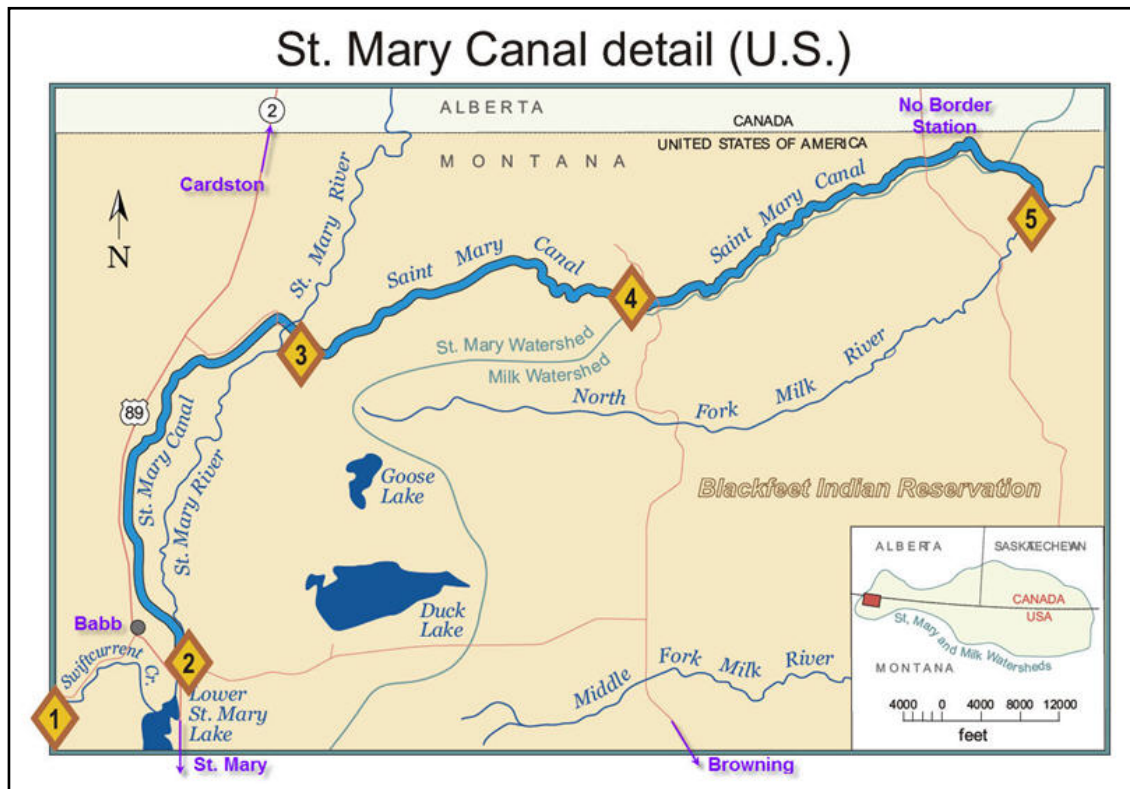 St. Mary Canal detail (U.S.)
2
ALBERTA
CANADA
No Border
Station
UNITED STATES OF AMERICA
MONTANA
Cardston
N
St. Mary River
Saint Mary Canal
Saint Mary Canal
5
4
3
St. Mary Watershed
Milk Watershed
North Fork Milk River
89
St. Mary Canal
St. Mary River
Goose
Lake
Blackfeet Indian Reservation
Duck
Lake
Babb
Swiftcurrent Cr.
1
2
Lower
St. Mary
Lake
St. Mary
Middle Fork Milk River
Browning
ALBERTA
SASKATCHEWAN
CANADA
USA
St, Mary and Milk Watersheds
MONTANA
4000 0 4000 8000 12000
feet